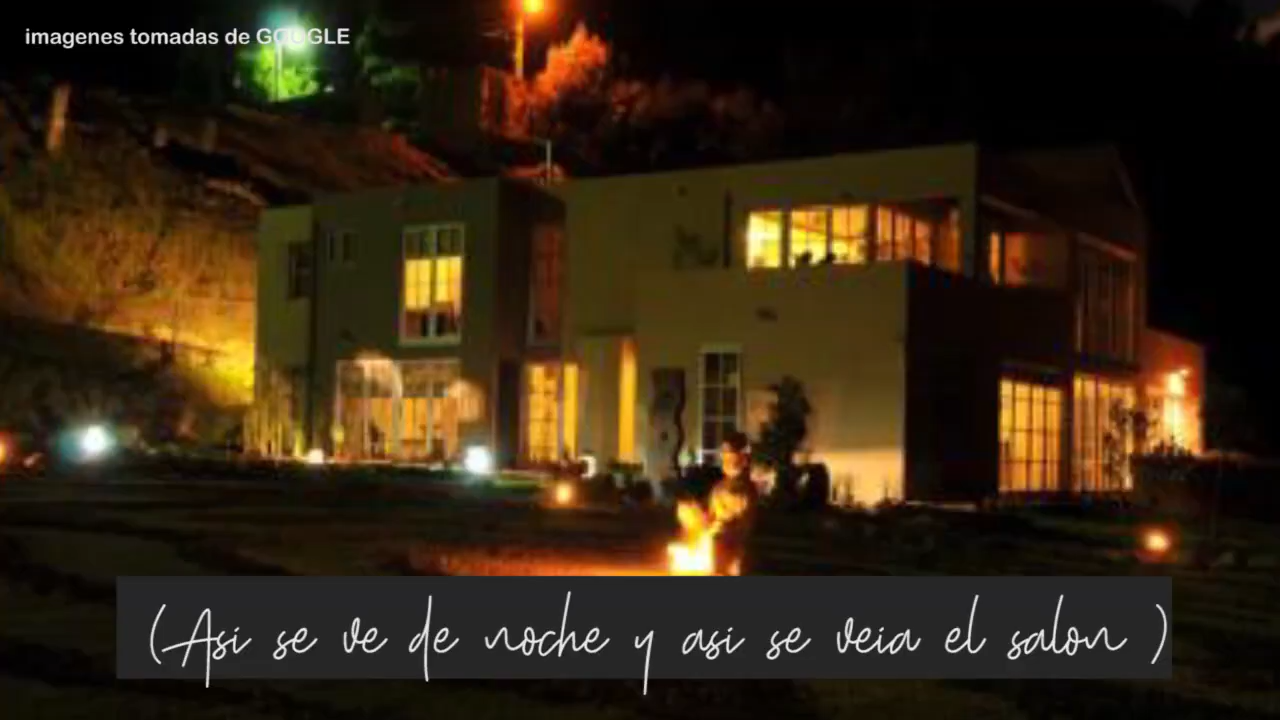 imagenes tomadas de GOOGLE
(Asi se ve de noche y asi se veia el salon )